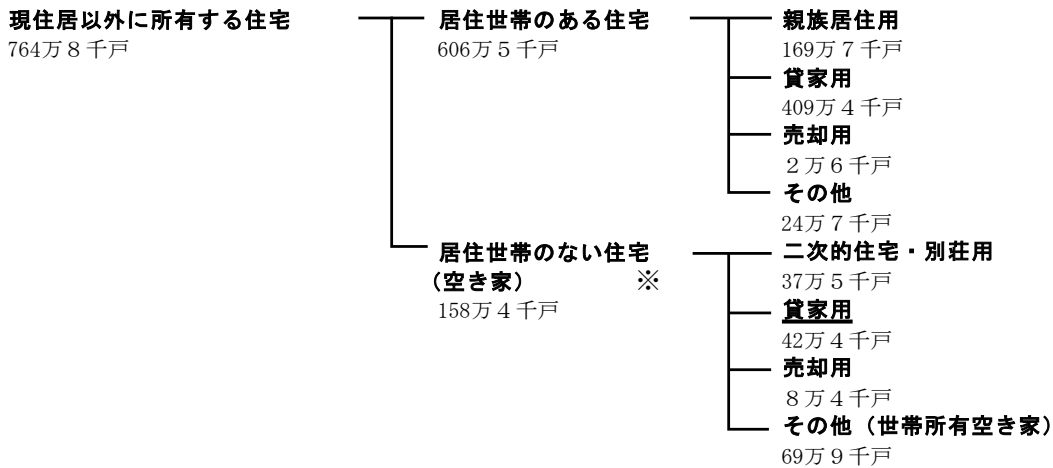 現住居以外に所有する住宅
764万８千戸
居住世帯のある住宅
606万５千戸
親族居住用
169万７千戸
貸家用
409万４千戸
売却用
２万６千戸
その他
24万７千戸
居住世帯のない住宅
（空き家） ※
158万４千戸
二次的住宅・別荘用
37万５千戸
貸家用
42万４千戸
売却用
８万４千戸
その他（世帯所有空き家）
69万９千戸